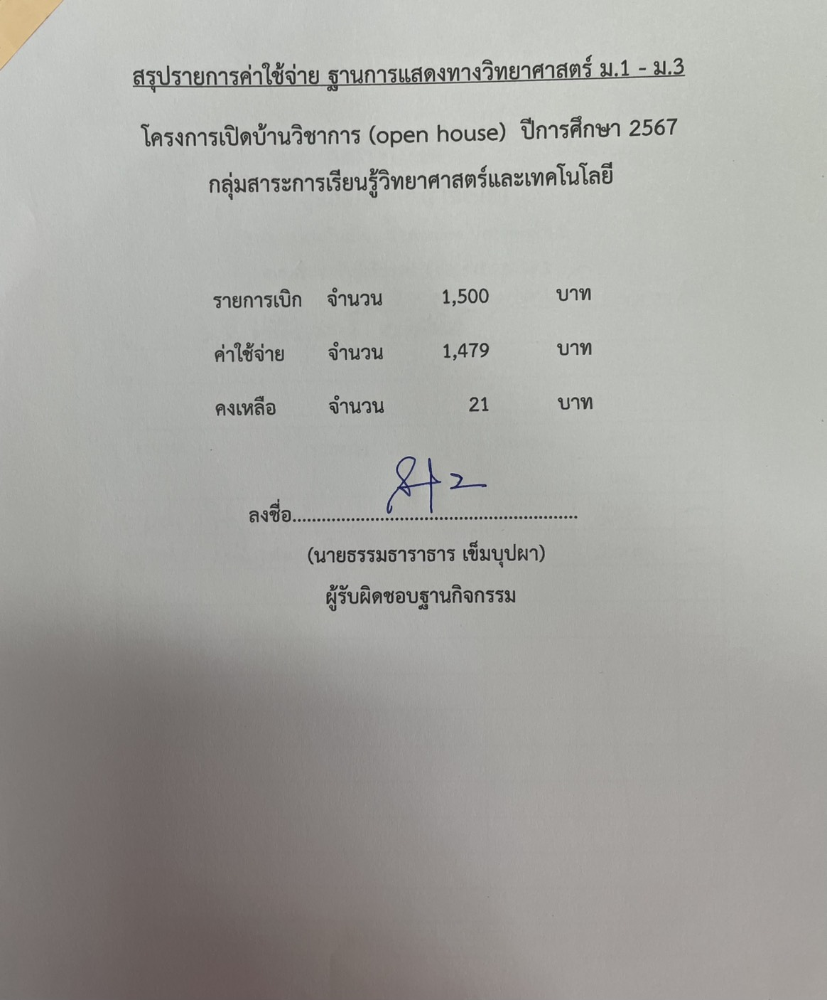 สรุปรายการค่าใช้จ่าย ฐานการแสดงทางวิทยาศาสตร์ ม.1 - ม.3
โครงการเปิดบ้านวิชาการ (open house) ปีการศึกษา 2567
กลุ่มสาระการเรียนรู้วิทยาศาสตร์และเทคโนโลยี
รายการเบิก จำนวน 1,500 บาท
ค่าใช้จ่าย จำนวน 1,479 บาท
คงเหลือ จำนวน 21 บาท
ลงชื่อ..........................................................
(นายธรรมธาราธาร เข็มบุปผา)
ผู้รับผิดชอบฐานกิจกรรม